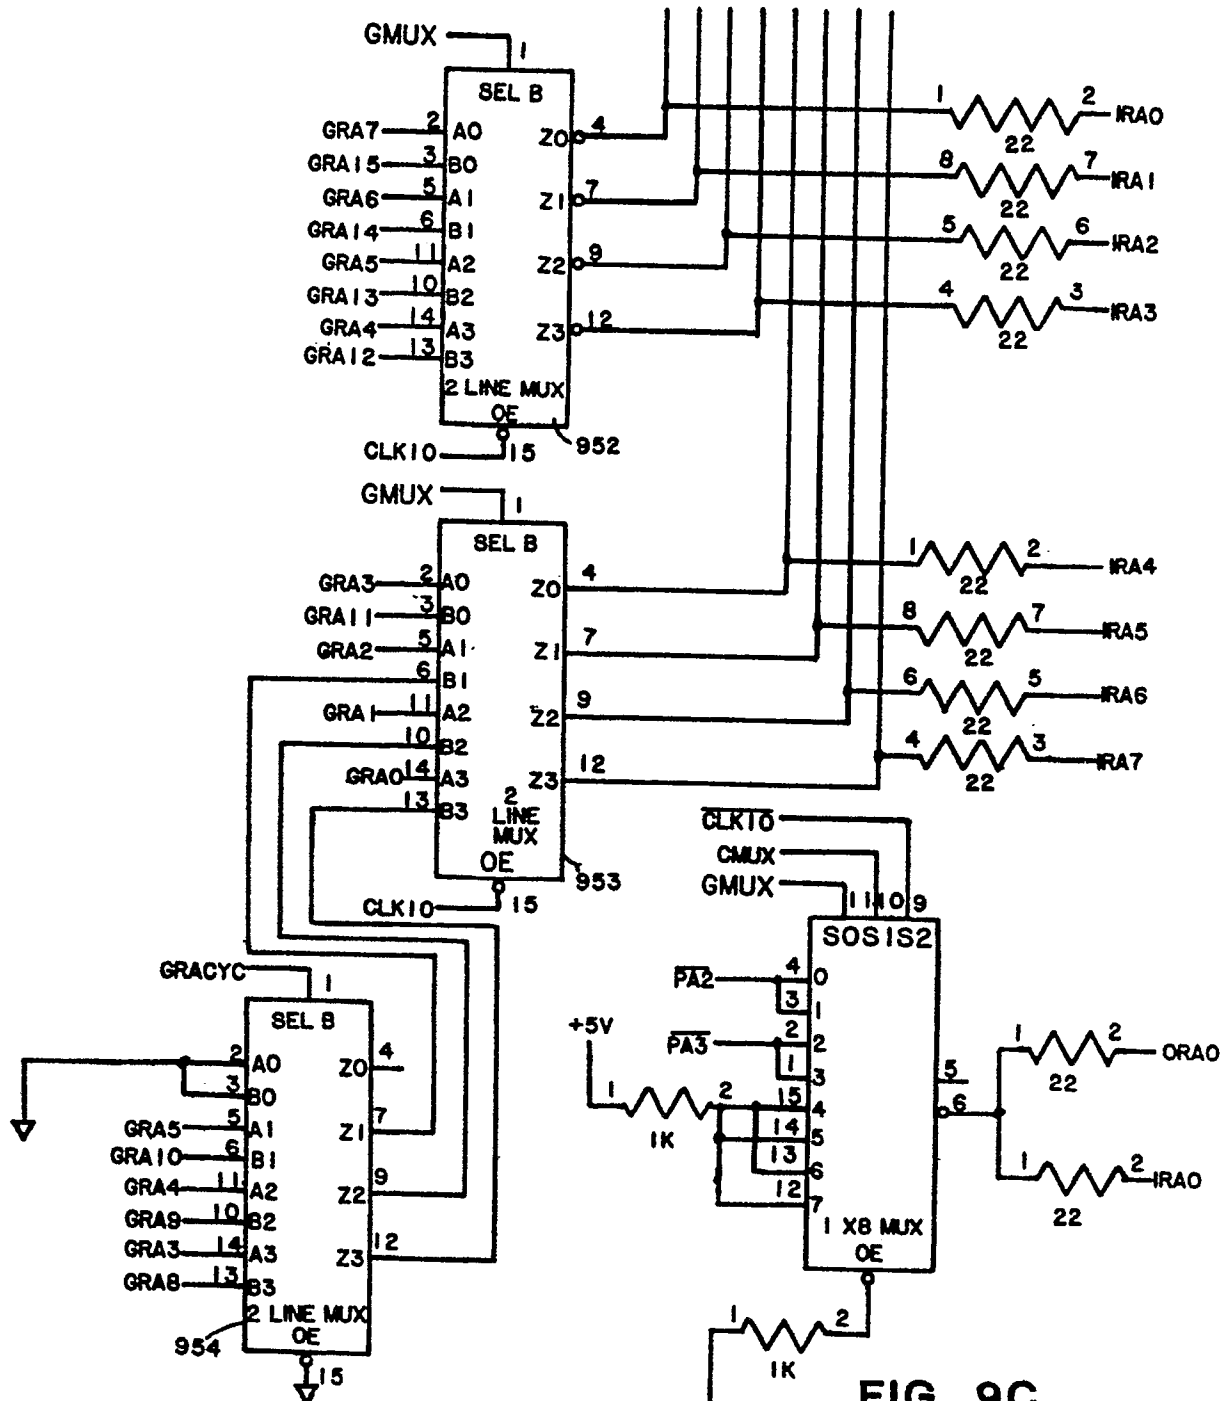 GMUX 1
SEL B
GRA7 2 A0 Z0 4
GRA15 3 B0
GRA6 5 A1 Z1 7
GRA14 6 B1
GRA5 11 A2 Z2 9
GRA13 10 B2
GRA4 14 A3 Z3 12
GRA12 13 B3
2 LINE MUX
OE
952
CLK10 15
1 2 IRA0
22
8 7 IRA1
22
5 6 IRA2
22
4 3 IRA3
22
GMUX 1
SEL B
GRA3 2 A0 Z0 4
GRA11 3 B0
GRA2 5 A1 Z1 7
6 B1
GRA1 11 A2 Z2 9
10 B2
GRA0 14 A3 Z3 12
13 B3
2
LINE
MUX
OE
953
CLK10 15
1 2 IRA4
22
8 7 IRA5
22
6 5 IRA6
22
4 3 IRA7
22
GRACYC 1
SEL B
2 A0 Z0 4
3 B0
GRA5 5 A1 Z1 7
GRA10 6 B1
GRA4 11 A2 Z2 9
GRA9 10 B2
GRA3 14 A3 Z3 12
GRA8 13 B3
2 LINE MUX
OE
954
15
CLK10
CMUX
GMUX
11 10 9
S0S1S2
PA2 4 0
3 1
PA3 2 2
1 3
+5V
1 2
1K
15 4
14 5
13 6
12 7
1 X8 MUX
OE
5
6
1 2 ORA0
22
1 2 IRA0
22
1 2
1K
FIG. 9C